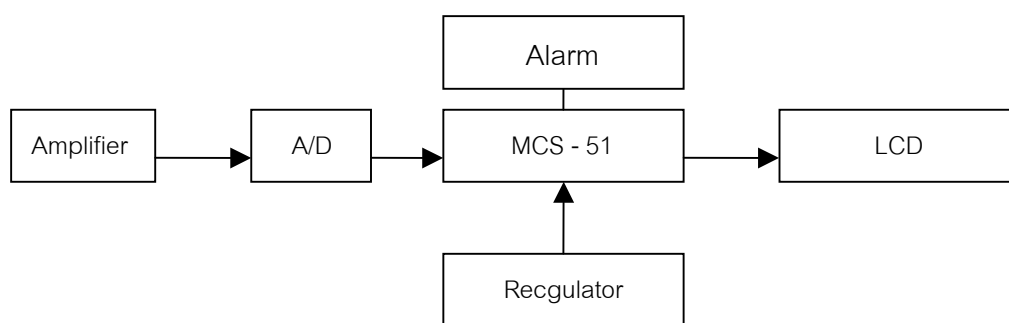 Alarm
Amplifier
A/D
MCS - 51
LCD
Recgulator